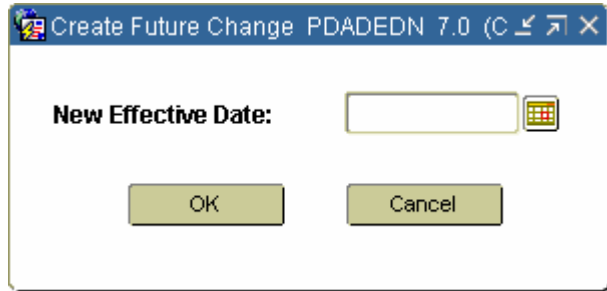 Create Future Change PDADEDN 7.0 (C
New Effective Date:
OK Cancel